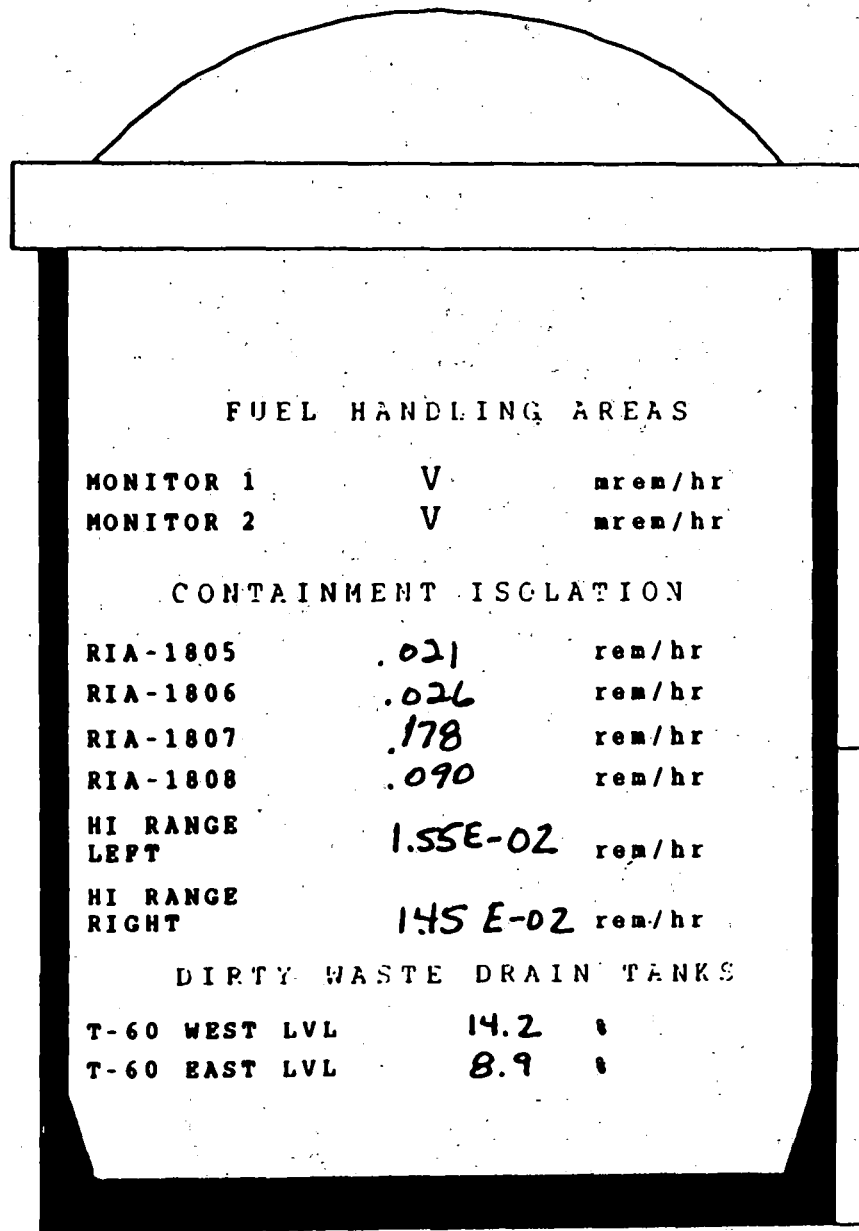 FUEL HANDLING AREAS
MONITOR 1 V mrem/hr
MONITOR 2 V mrem/hr
CONTAINMENT ISOLATION
RIA-1805 .021 rem/hr
RIA-1806 .026 rem/hr
RIA-1807 .178 rem/hr
RIA-1808 .090 rem/hr
HI RANGE
LEFT 1.55E-02 rem/hr
HI RANGE
RIGHT 1.45 E-02 rem/hr
DIRTY WASTE DRAIN TANKS
T-60 WEST LVL 14.2 %
T-60 EAST LVL 8.9 %